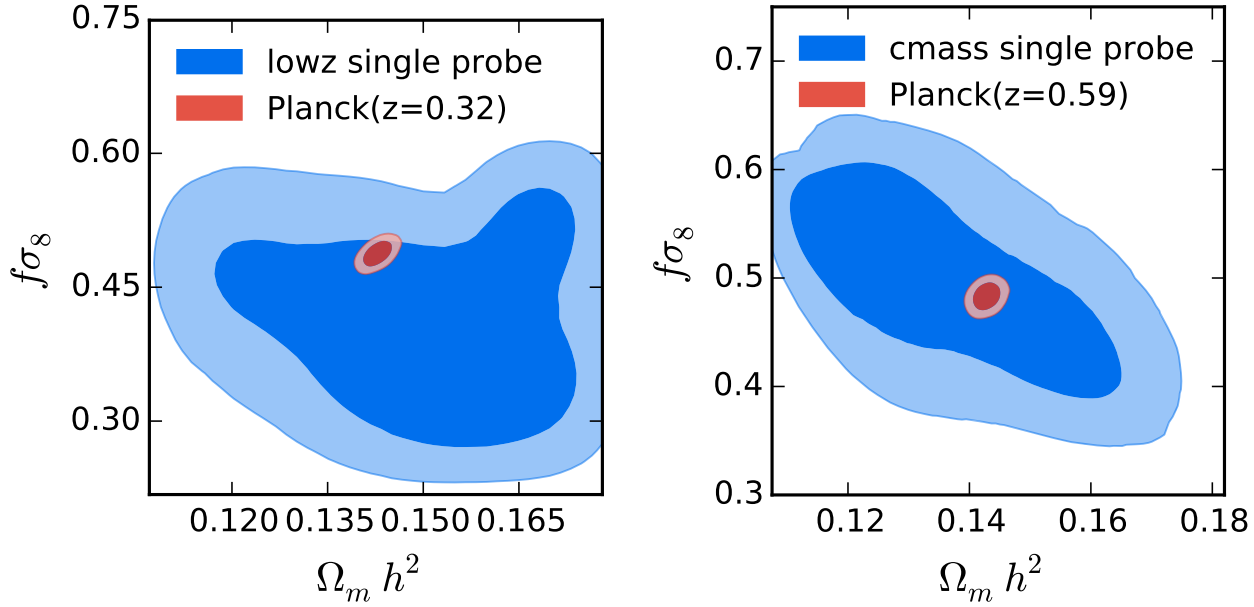 0.75
0.60
0.45
0.30
fσ₈
lowz single probe
Planck(z=0.32)
0.120 0.135 0.150 0.165
Ωₘ h²
0.7
0.6
0.5
0.4
0.3
fσ₈
cmass single probe
Planck(z=0.59)
0.12 0.14 0.16 0.18
Ωₘ h²